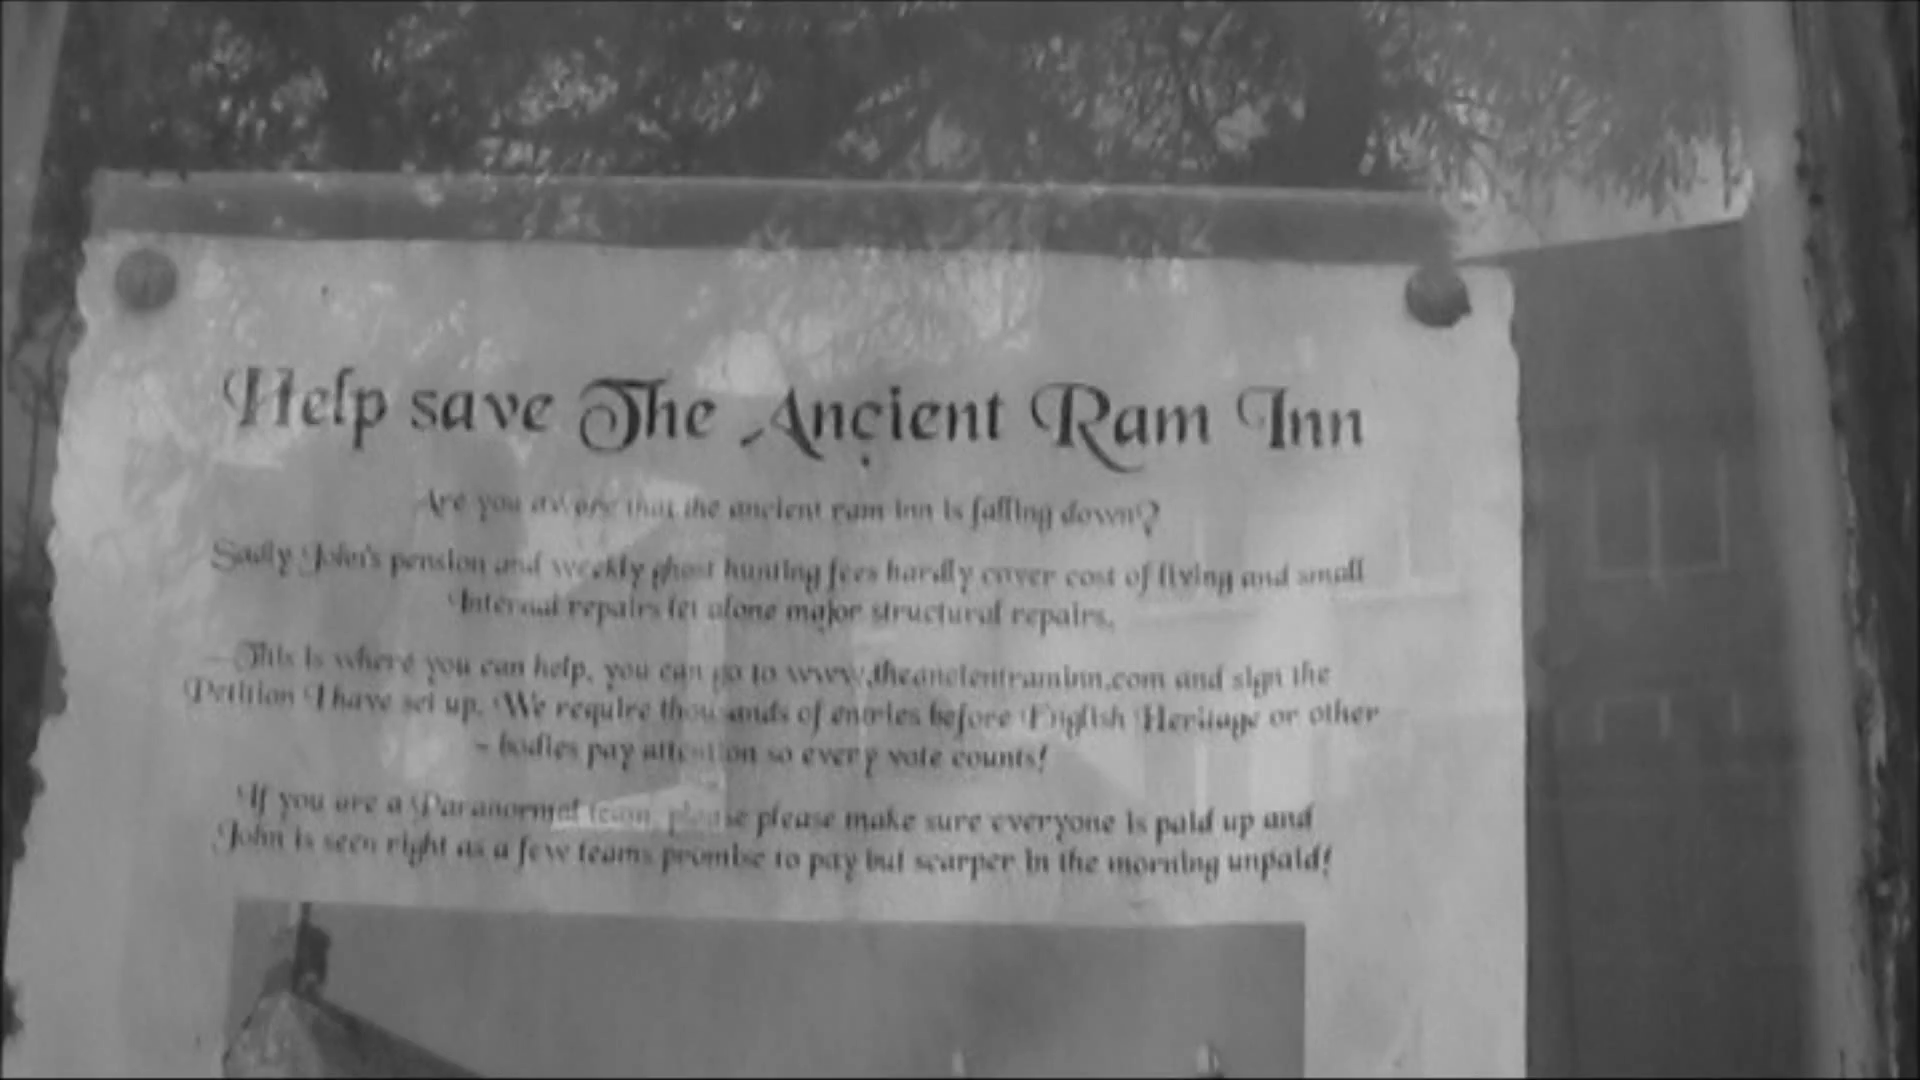 Help save The Ancient Ram Inn
Are you aware that the ancient ram inn is falling down?
Sadly John's pension and weekly ghost hunting fees hardly cover cost of living and small
Internal repairs let alone major structural repairs.
This is where you can help, you can go to www.theancientraminn.com and sign the
Petition I have set up. We require thousands of entries before English Heritage or other
- bodies pay attention so every vote counts!
If you are a Paranormal team, please please make sure everyone is paid up and
John is seen right as a few teams promise to pay but scarper in the morning unpaid!